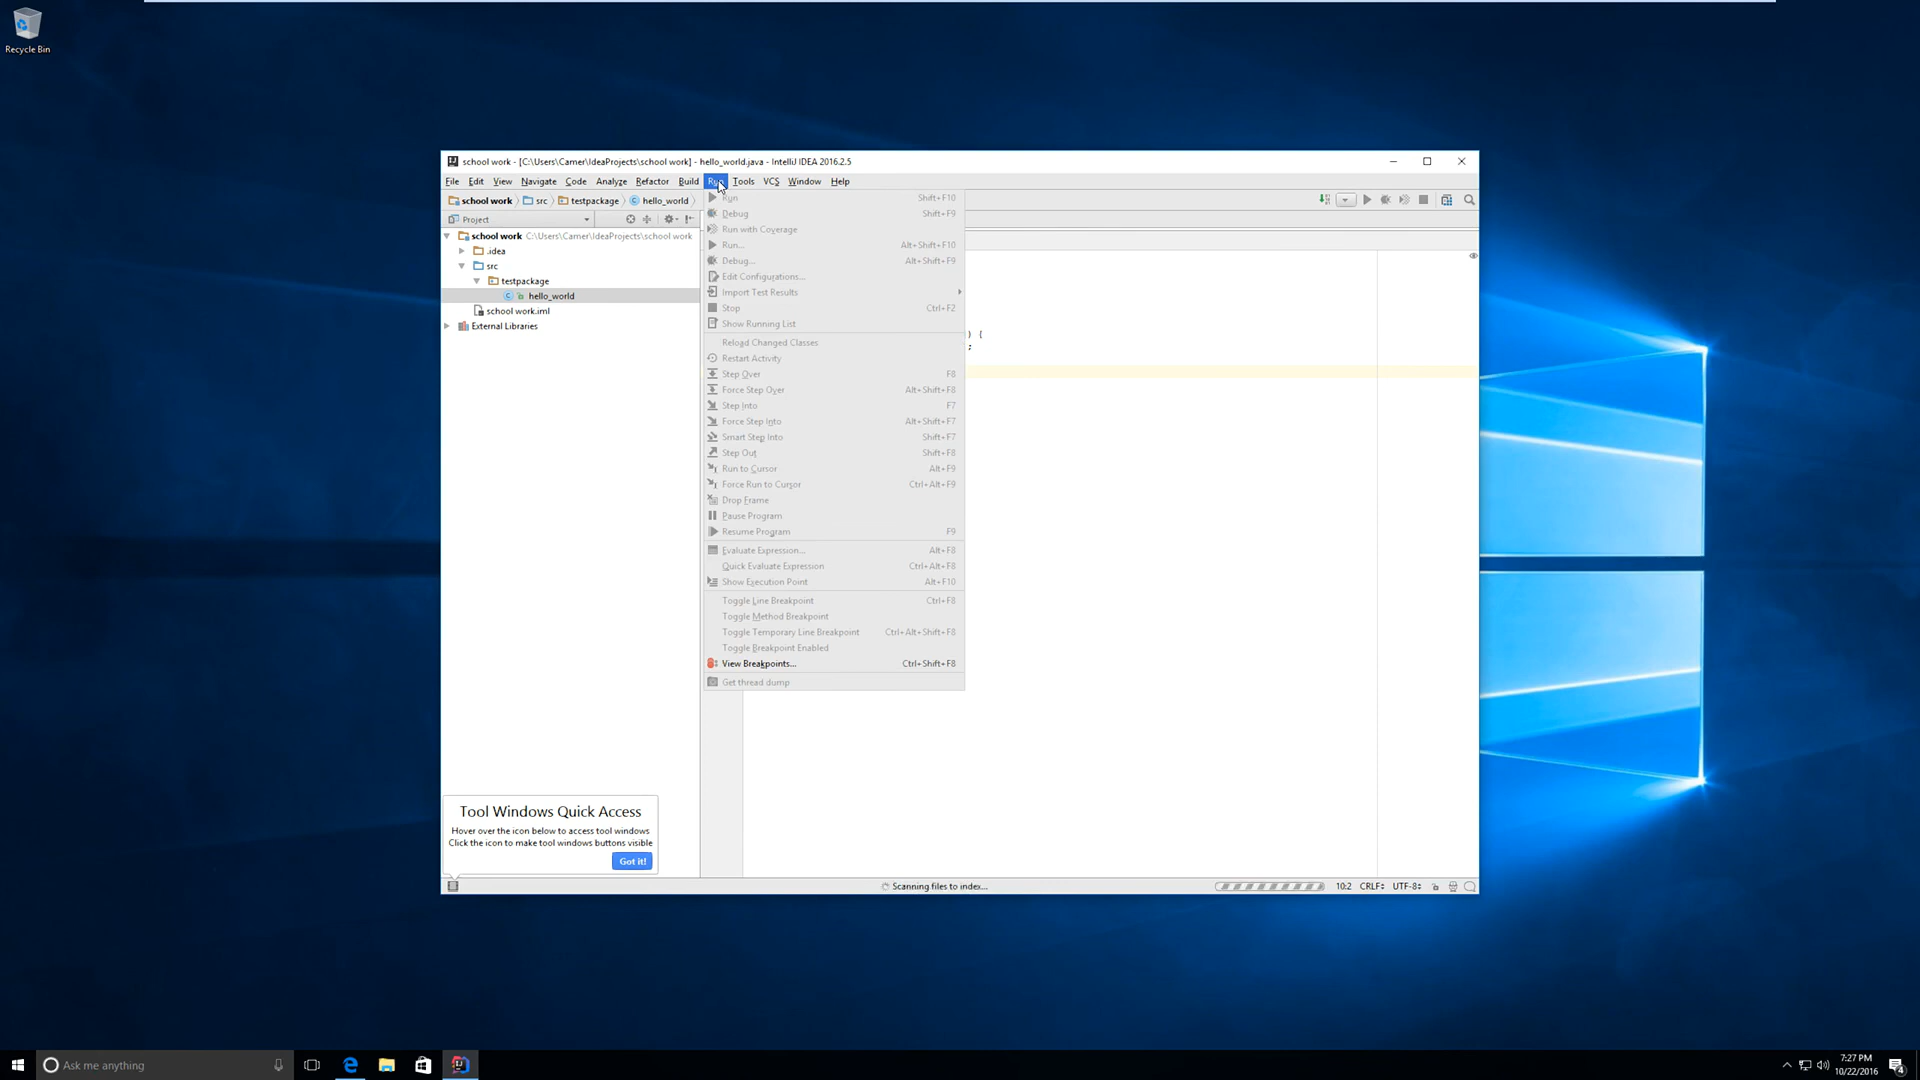 Recycle Bin
school work - [C:\Users\Camer\IdeaProjects\school work] - hello_world.java - IntelliJ IDEA 2016.2.5
File Edit View Navigate Code Analyze Refactor Build Run Tools VCS Window Help
school work src testpackage hello_world
Project
school work C:\Users\Camer\IdeaProjects\school work
.idea
src
testpackage
hello_world
school work.iml
External Libraries
Run Shift+F10
Debug Shift+F9
Run with Coverage
Run... Alt+Shift+F10
Debug... Alt+Shift+F9
Edit Configurations...
Import Test Results
Stop Ctrl+F2
Show Running List
Reload Changed Classes
Restart Activity
Step Over F8
Force Step Over Alt+Shift+F8
Step Into F7
Force Step Into Alt+Shift+F7
Smart Step Into Shift+F7
Step Out Shift+F8
Run to Cursor Alt+F9
Force Run to Cursor Ctrl+Alt+F9
Drop Frame
Pause Program
Resume Program F9
Evaluate Expression... Alt+F8
Quick Evaluate Expression Ctrl+Alt+F8
Show Execution Point Alt+F10
Toggle Line Breakpoint Ctrl+F8
Toggle Method Breakpoint
Toggle Temporary Line Breakpoint Ctrl+Alt+Shift+F8
Toggle Breakpoint Enabled
View Breakpoints... Ctrl+Shift+F8
Get thread dump
) {
;
Tool Windows Quick Access
Hover over the icon below to access tool windows
Click the icon to make tool windows buttons visible
Got it!
Scanning files to index... 10:2 CRLF UTF-8
Ask me anything
7:27 PM
10/22/2016
4